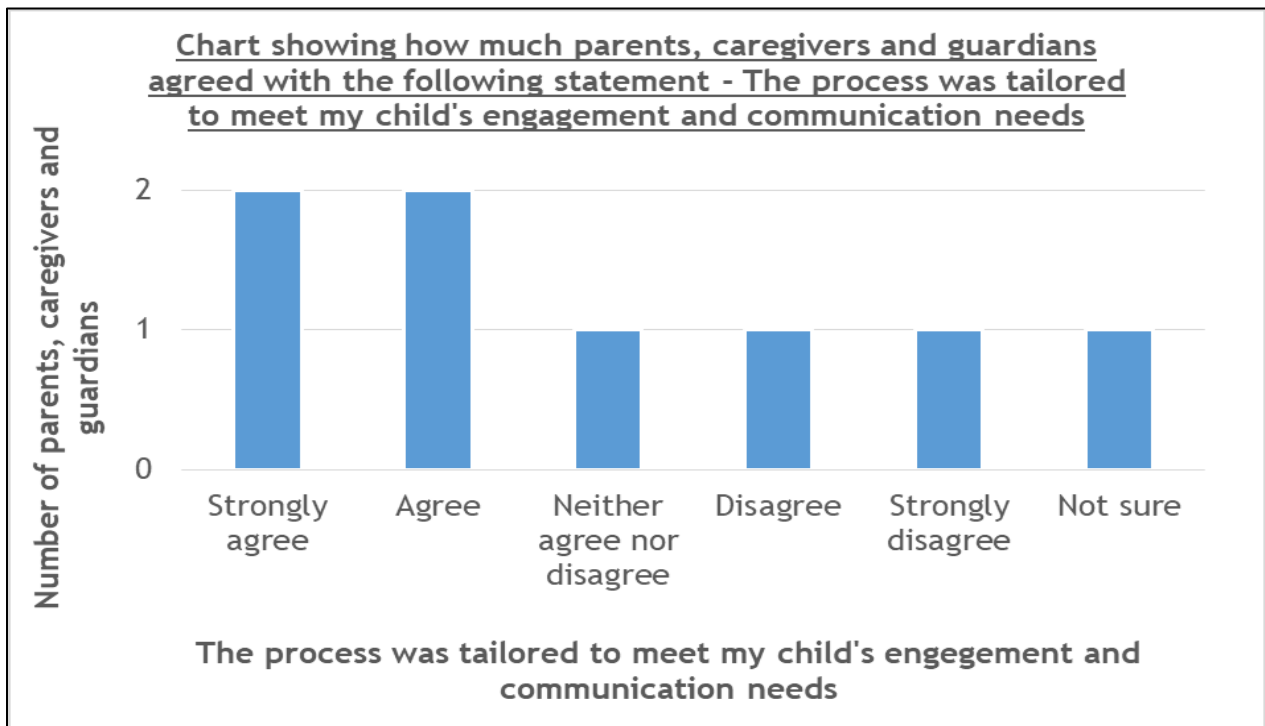 Chart showing how much parents, caregivers and guardians
agreed with the following statement - The process was tailored
to meet my child's engagement and communication needs
Number of parents, caregivers and
guardians
2
1
0
Strongly
agree
Agree
Neither
agree nor
disagree
Disagree
Strongly
disagree
Not sure
The process was tailored to meet my child's engegement and
communication needs